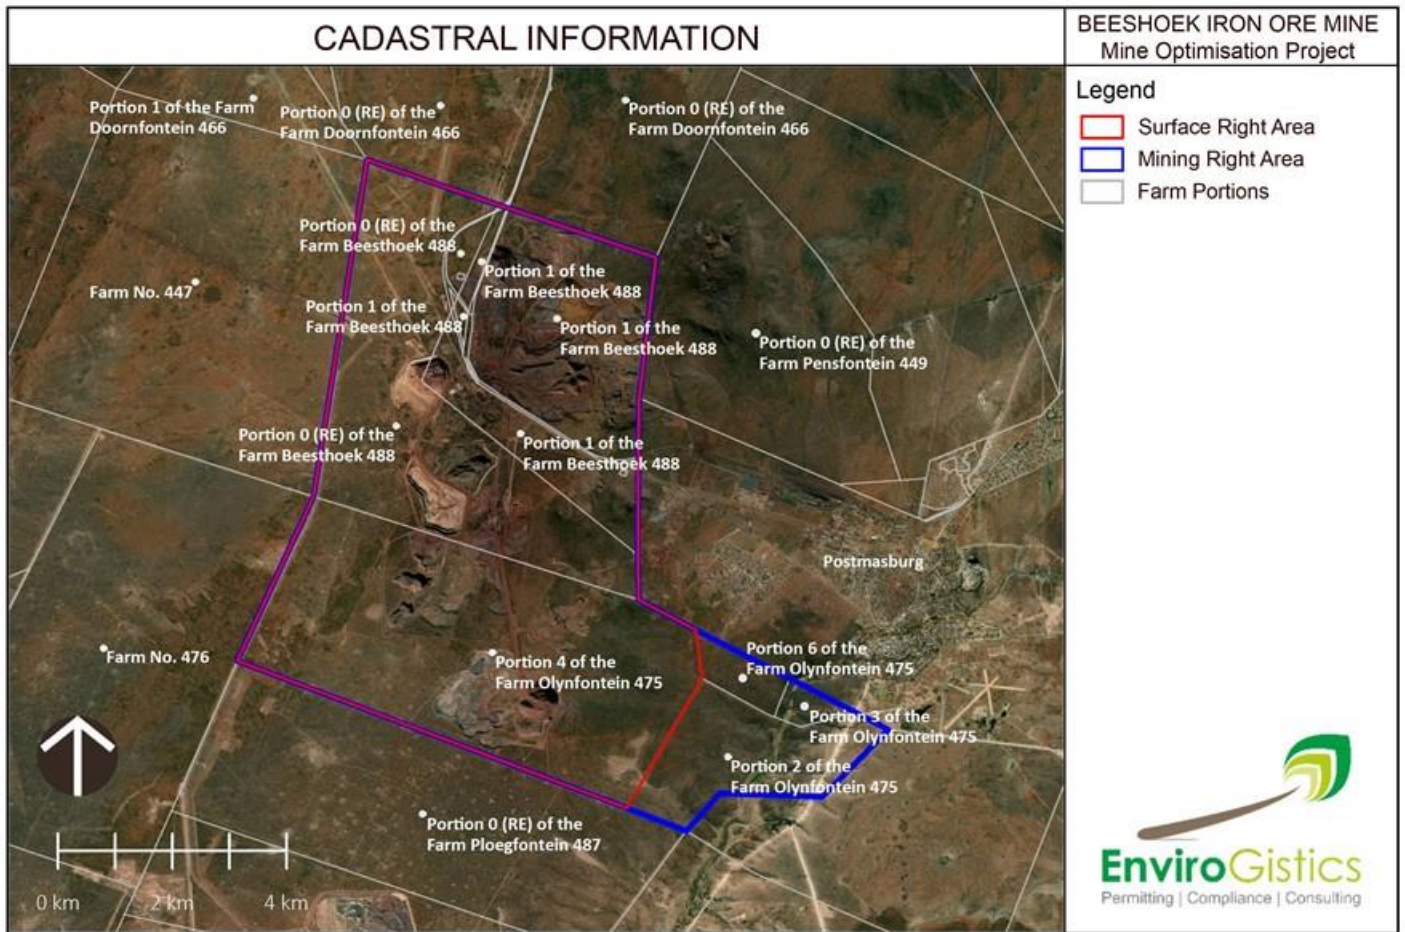 CADASTRAL INFORMATION
BEESHOEK IRON ORE MINE
Mine Optimisation Project
Legend
Surface Right Area
Mining Right Area
Farm Portions
Portion 1 of the Farm
Doornfontein 466
Portion 0 (RE) of the
Farm Doornfontein 466
Portion 0 (RE) of the
Farm Doornfontein 466
Portion 0 (RE) of the
Farm Beesthoek 488
Portion 1 of the
Farm Beesthoek 488
Farm No. 447
Portion 1 of the
Farm Beesthoek 488
Portion 1 of the
Farm Beesthoek 488
Portion 0 (RE) of the
Farm Pensfontein 449
Portion 0 (RE) of the
Farm Beesthoek 488
Portion 1 of the
Farm Beesthoek 488
Postmasburg
Farm No. 476
Portion 4 of the
Farm Olynfontein 475
Portion 6 of the
Farm Olynfontein 475
Portion 3 of the
Farm Olynfontein 475
Portion 2 of the
Farm Olynfontein 475
Portion 0 (RE) of the
Farm Ploegfontein 487
0 km 2 km 4 km
EnviroGistics
Permitting | Compliance | Consulting